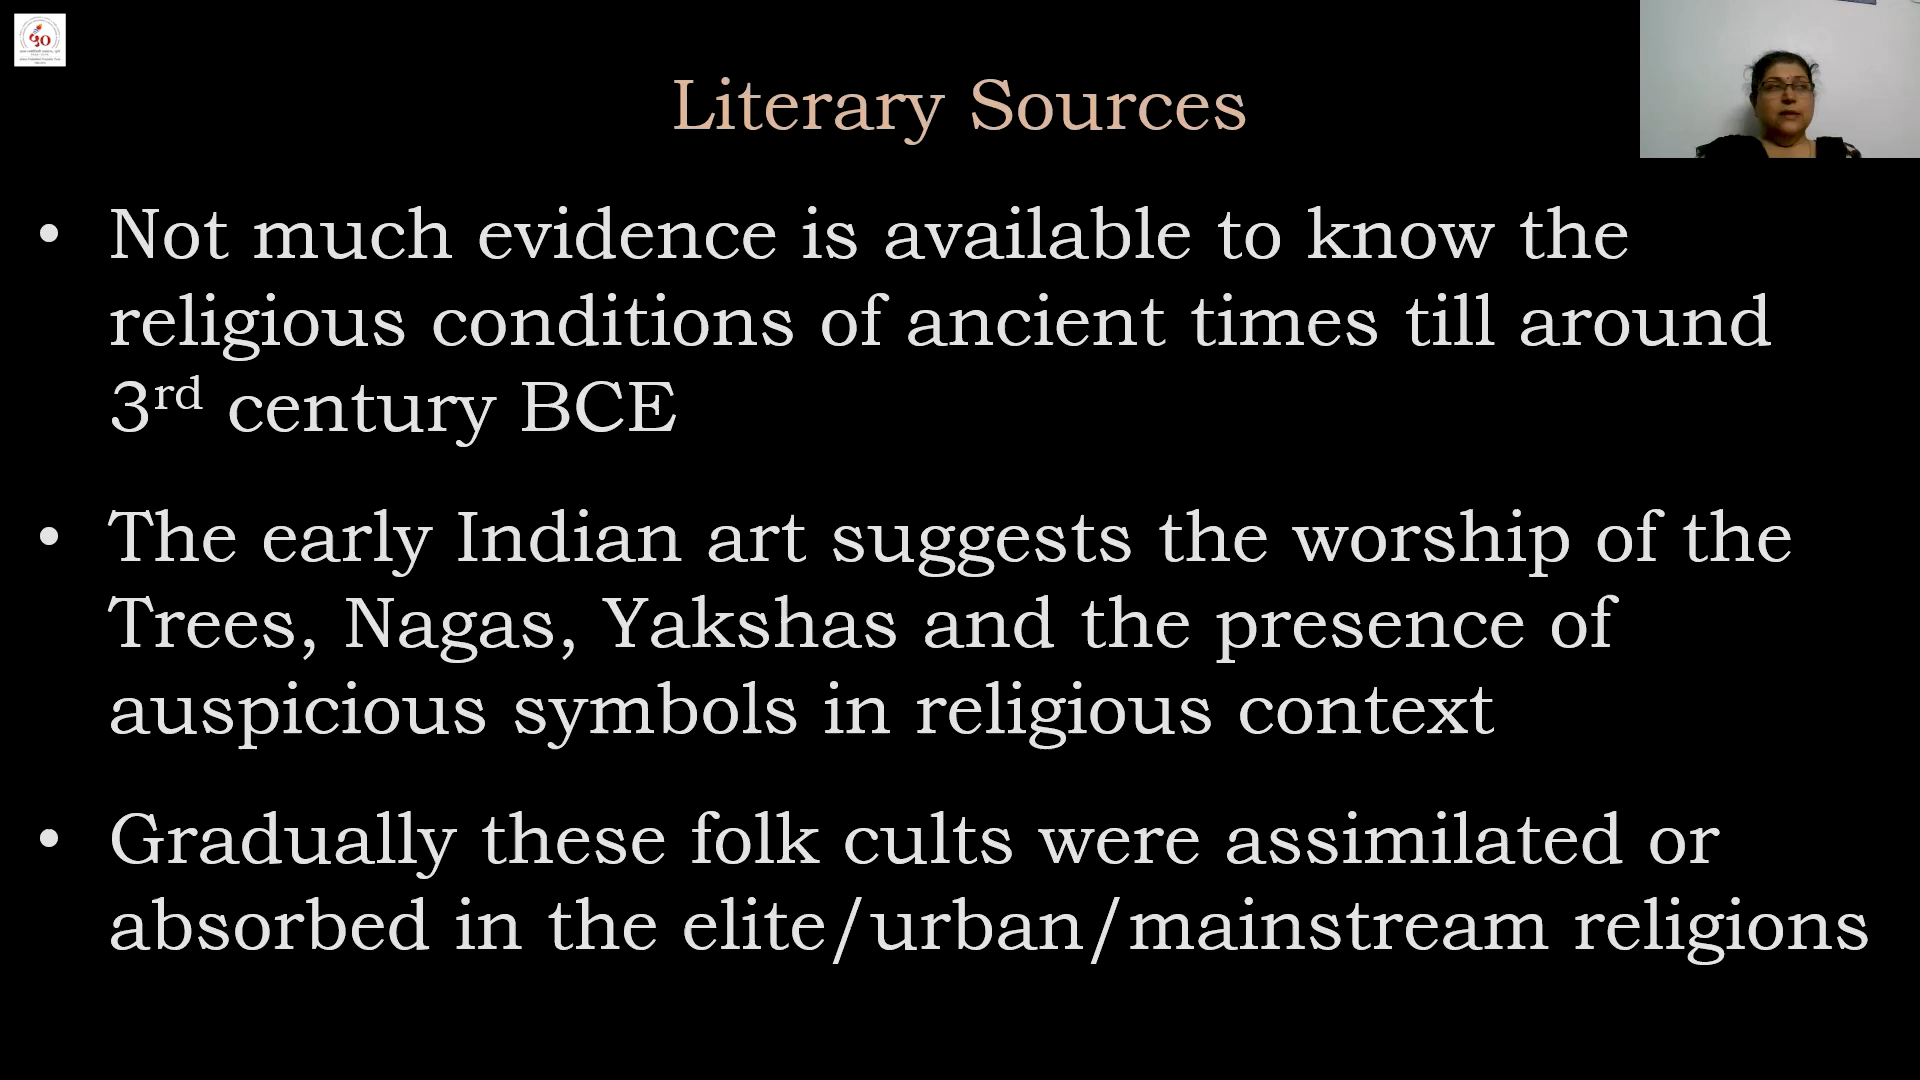 Literary Sources
• Not much evidence is available to know the
religious conditions of ancient times till around
3rd century BCE
• The early Indian art suggests the worship of the
Trees, Nagas, Yakshas and the presence of
auspicious symbols in religious context
• Gradually these folk cults were assimilated or
absorbed in the elite/urban/mainstream religions